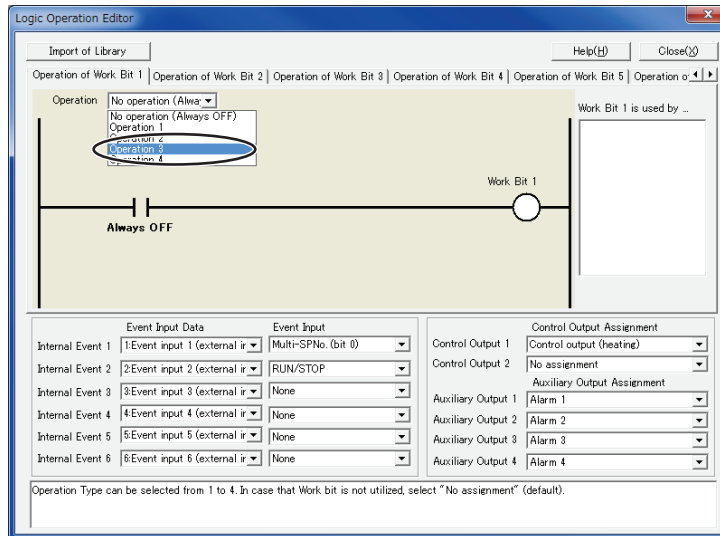 Logic Operation Editor
Import of Library
Help(H)
Close(X)
Operation of Work Bit 1
Operation of Work Bit 2
Operation of Work Bit 3
Operation of Work Bit 4
Operation of Work Bit 5
Operation o
Operation
No operation (Alwa
No operation (Always OFF)
Operation 1
Operation 2
Operation 3
Operation 4
Work Bit 1 is used by ...
Work Bit 1
Always OFF
Event Input Data
Event Input
Internal Event 1
1:Event input 1 (external ir
Multi-SPNo. (bit 0)
Internal Event 2
2:Event input 2 (external ir
RUN/STOP
Internal Event 3
3:Event input 3 (external ir
None
Internal Event 4
4:Event input 4 (external ir
None
Internal Event 5
5:Event input 5 (external ir
None
Internal Event 6
6:Event input 6 (external ir
None
Control Output Assignment
Control Output 1
Control output (heating)
Control Output 2
No assignment
Auxiliary Output Assignment
Auxiliary Output 1
Alarm 1
Auxiliary Output 2
Alarm 2
Auxiliary Output 3
Alarm 3
Auxiliary Output 4
Alarm 4
Operation Type can be selected from 1 to 4. In case that Work bit is not utilized, select "No assignment" (default).